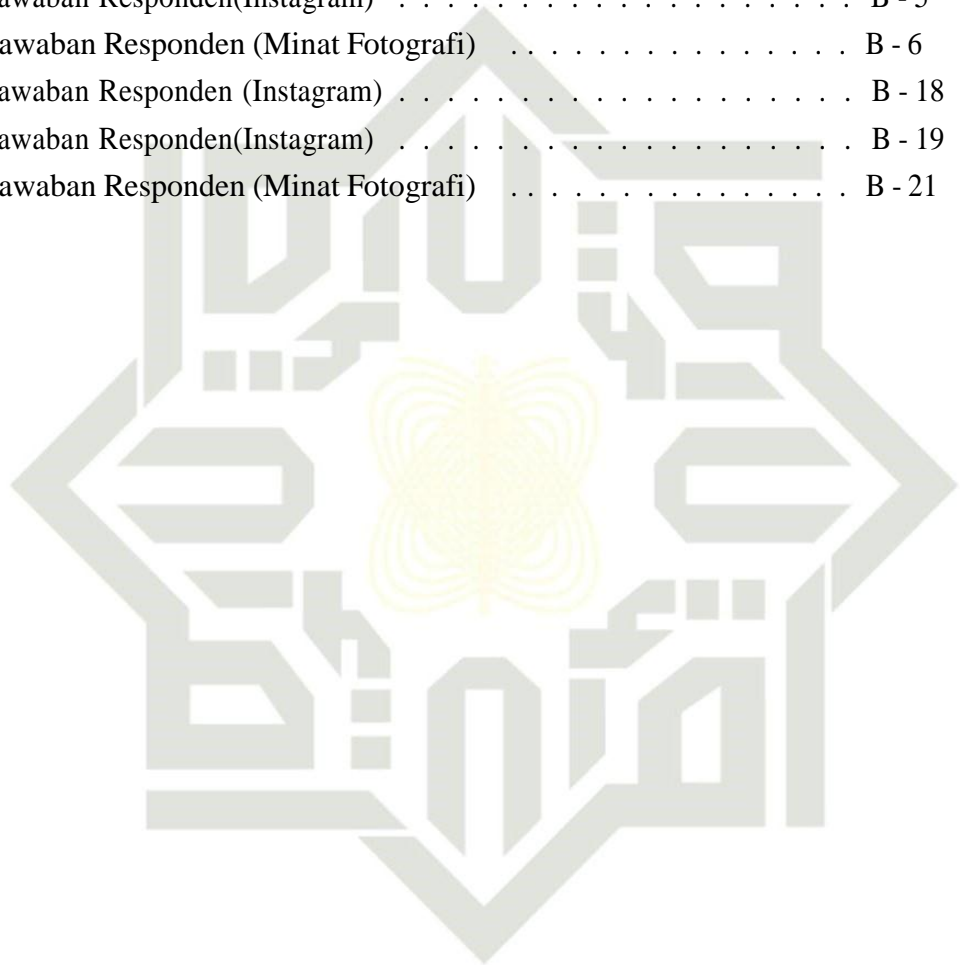 awaban Responden(Instagram) . . . . . . . . . . . . . . . . . . . B -
awaban Responden (Minat Fotografi) . . . . . . . . . . . . . . . B - 6
awaban Responden (Instagram) . . . . . . . . . . . . . . . . . . . B - 18
awaban Responden(Instagram) . . . . . . . . . . . . . . . . . . . B - 19
awaban Responden (Minat Fotografi) . . . . . . . . . . . . . . . B - 21